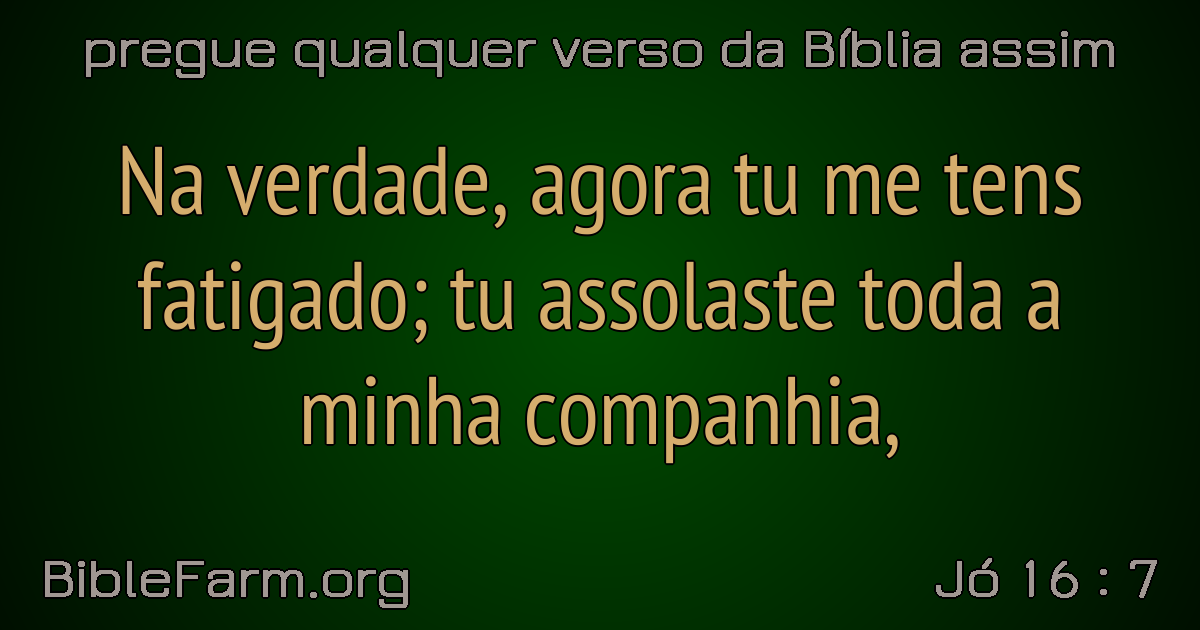 pregue qualquer verso da Bíblia assim
Na verdade, agora tu me tens
fatigado; tu assolaste toda a
minha companhia,
BibleFarm.org
Jó 16 : 7